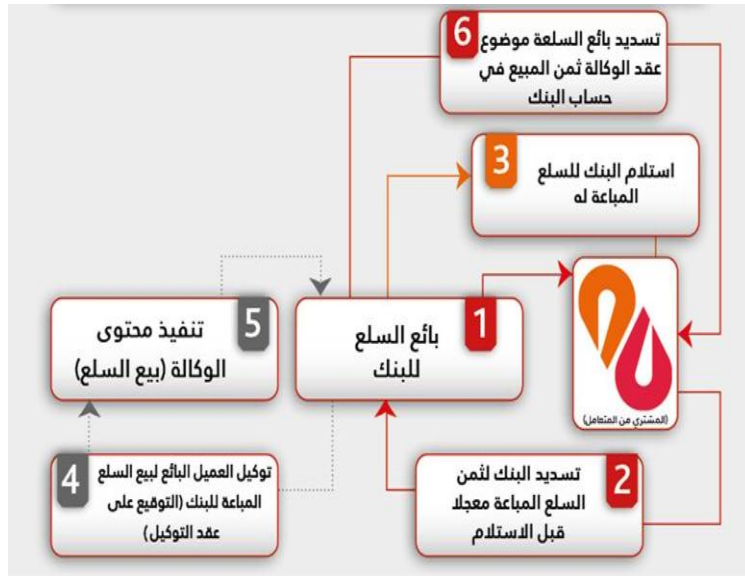 6
تسديد بائع السلعة موضوع
عقد الوكالة ثمن المبيع في
حساب البنك
3
استلام البنك للسلع
المباعة له
5
تنفيذ محتوى
الوكالة (بيع السلع)
1
بائع السلع
للبنك
(المشتري من المتعامل)
4
توكيل العميل البائع لبيع السلع
المباعة للبنك (التوقيع على
عقد التوكيل)
2
تسديد البنك لثمن
السلع المباعة معجلا
قبل الاستلام